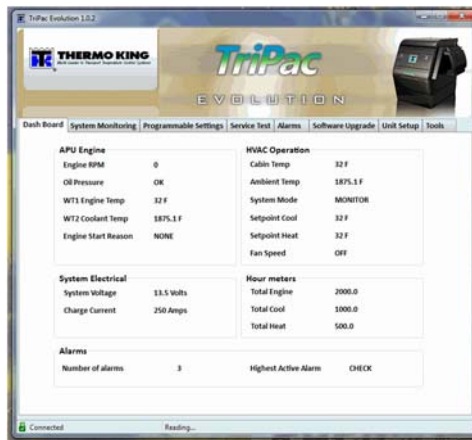 TriPac Evolution 1.0.2
THERMO KING
TriPac
EVOLUTION
Dash Board System Monitoring Programmable Settings Service Test Alarms Software Upgrade Unit Setup Tools
APU Engine
Engine RPM 0
Oil Pressure OK
WT1 Engine Temp 32 F
WT2 Coolant Temp 1875.1 F
Engine Start Reason NONE
HVAC Operation
Cabin Temp 32 F
Ambient Temp 1875.1 F
System Mode MONITOR
Setpoint Cool 32 F
Setpoint Heat 32 F
Fan Speed OFF
System Electrical
System Voltage 13.5 Volts
Charge Current 250 Amps
Hour meters
Total Engine 2000.0
Total Cool 1000.0
Total Heat 500.0
Alarms
Number of alarms 3 Highest Active Alarm CHECK
Connected Reading...